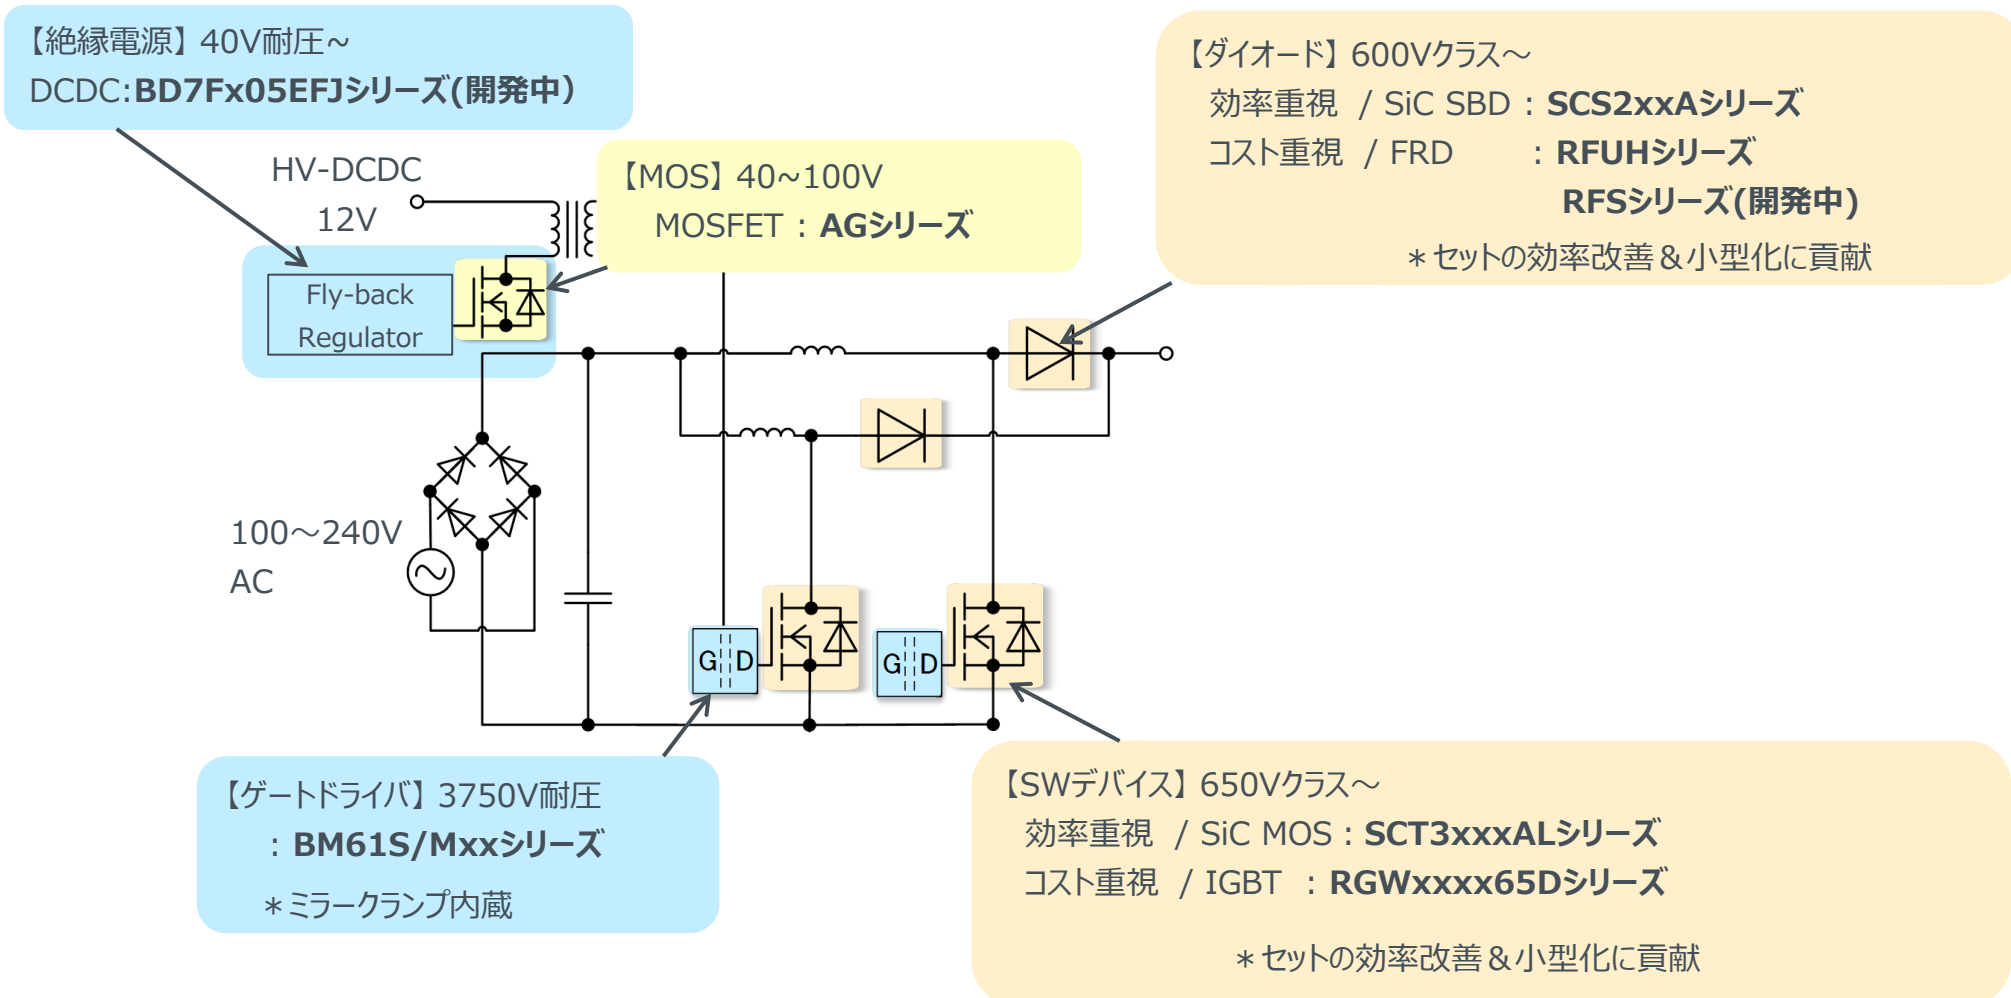 【絶縁電源】 40V耐圧~
DCDC:BD7Fx05EFJシリーズ(開発中）
【ダイオード】 600Vクラス～
効率重視 / SiC SBD : SCS2xxAシリーズ
コスト重視 / FRD : RFUHシリーズ
RFSシリーズ(開発中)
＊セットの効率改善＆小型化に貢献
HV-DCDC
12V
【MOS】 40~100V
MOSFET : AGシリーズ
Fly-back
Regulator
100～240V
AC
G D
G D
【ゲートドライバ】 3750V耐圧
: BM61S/Mxxシリーズ
＊ミラークランプ内蔵
【SWデバイス】 650Vクラス～
効率重視 / SiC MOS : SCT3xxxALシリーズ
コスト重視 / IGBT : RGWxxxx65Dシリーズ
＊セットの効率改善＆小型化に貢献